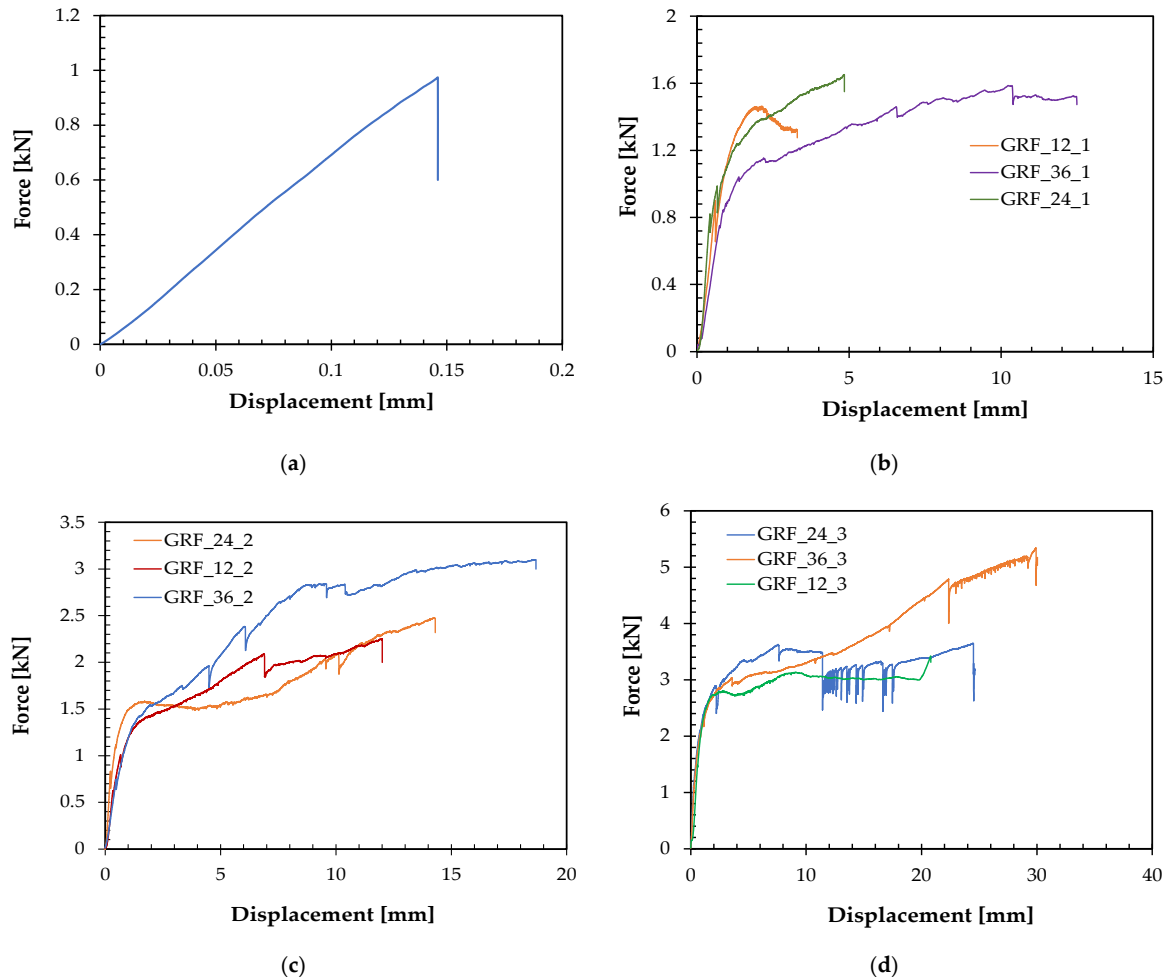 1.2
1
0.8
0.6
0.4
0.2
0
Force [kN]
0 0.05 0.1 0.15 0.2
Displacement [mm]
(a)
2
1.6
1.2
0.8
0.4
0
Force [kN]
GRF_12_1
GRF_36_1
GRF_24_1
0 5 10 15
Displacement [mm]
(b)
3.5
3
2.5
2
1.5
1
0.5
0
Force [kN]
GRF_24_2
GRF_12_2
GRF_36_2
0 5 10 15 20
Displacement [mm]
(c)
6
5
4
3
2
1
0
Force [kN]
GRF_24_3
GRF_36_3
GRF_12_3
0 10 20 30 40
Displacement [mm]
(d)